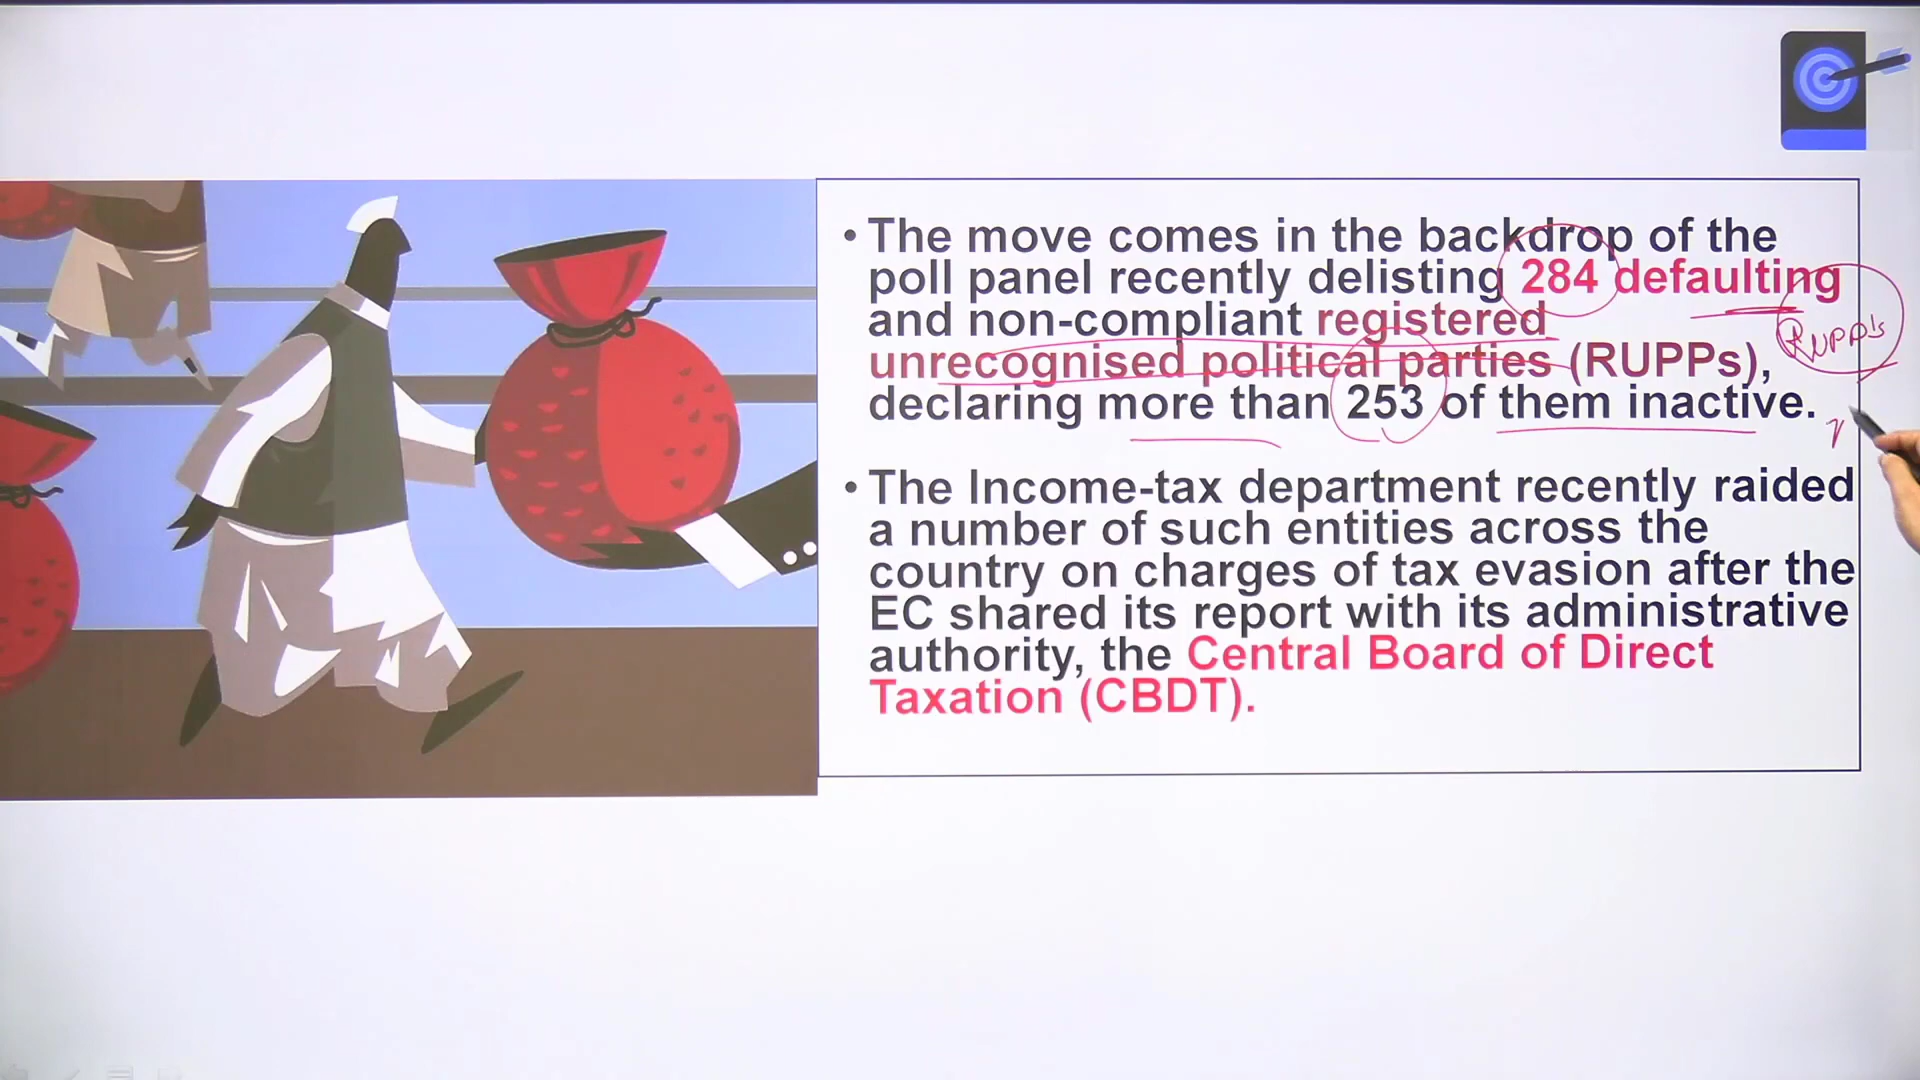 • The move comes in the backdrop of the
poll panel recently delisting 284 defaulting
and non-compliant registered
unrecognised political parties (RUPPs),
declaring more than 253 of them inactive.
RUPP's
• The Income-tax department recently raided
a number of such entities across the
country on charges of tax evasion after the
EC shared its report with its administrative
authority, the Central Board of Direct
Taxation (CBDT).